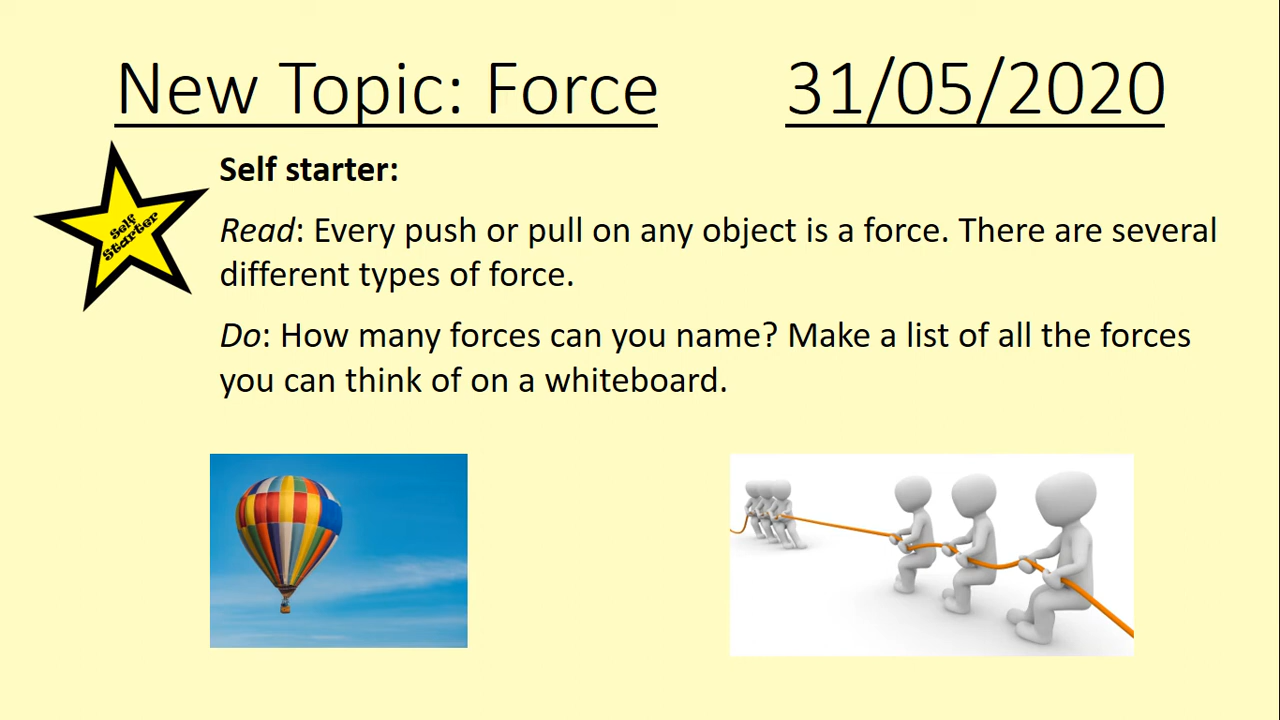 New Topic: Force 31/05/2020
Self starter:
Self
Starter
Read: Every push or pull on any object is a force. There are several
different types of force.
Do: How many forces can you name? Make a list of all the forces
you can think of on a whiteboard.